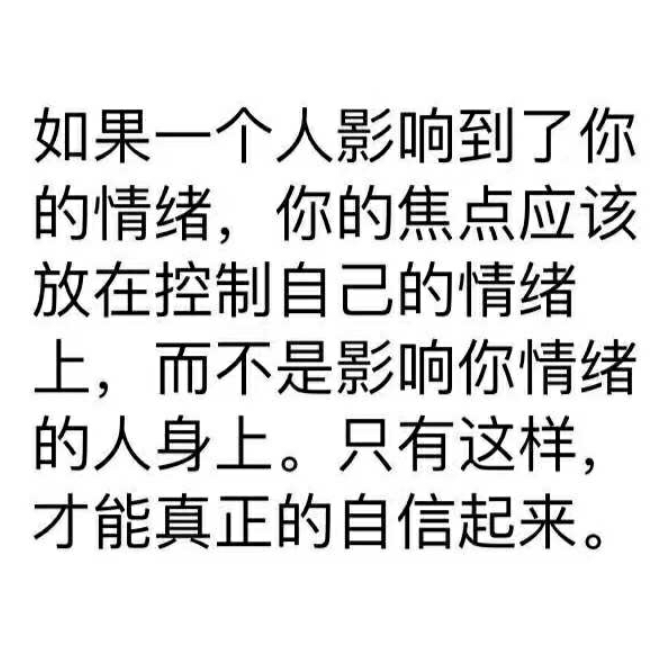 如果一个人影响到了你
的情绪，你的焦点应该
放在控制自己的情绪
上，而不是影响你情绪
的人身上。只有这样，
才能真正的自信起来。